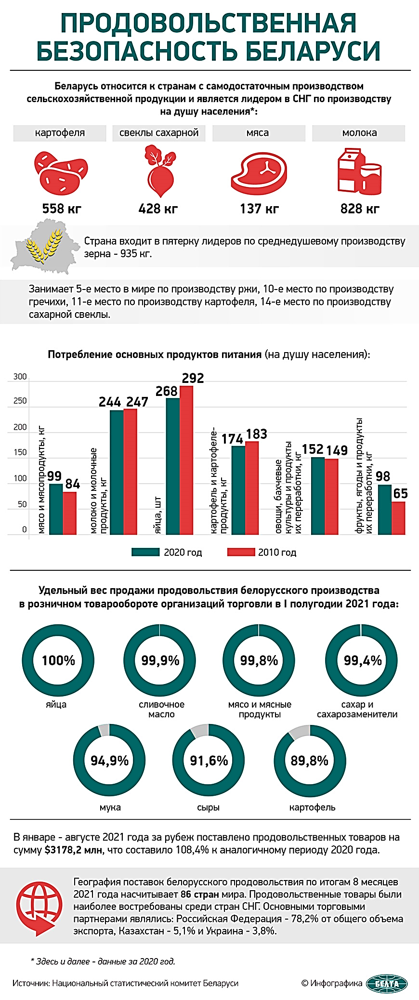 ПРОДОВОЛЬСТВЕННАЯ
БЕЗОПАСНОСТЬ БЕЛАРУСИ
Беларусь относится к странам с самодостаточным производством
сельскохозяйственной продукции и является лидером в СНГ по производству
на душу населения*:
картофеля
свеклы сахарной
мяса
молока
558 кг
428 кг
137 кг
828 кг
Страна входит в пятерку лидеров по среднедушевому производству
зерна - 935 кг.
Занимает 5-е место в мире по производству ржи, 10-е место по производству
гречихи, 11-е место по производству картофеля, 14-е место по производству
сахарной свеклы.
Потребление основных продуктов питания (на душу населения):
300
250
200
150
100
50
0
мясо и мясопродукты, кг
99
84
молоко и молочные
продукты, кг
244
247
яйца, шт
268
292
картофель и картофеле-
продукты, кг
174
183
овощи, бахчевые
культуры и продукты
их переработки, кг
152
149
фрукты, ягоды и продукты
их переработки, кг
98
65
2020 год
2010 год
Удельный вес продажи продовольствия белорусского производства
в розничном товарообороте организаций торговли в I полугодии 2021 года:
100%
99,9%
99,8%
99,4%
яйца
сливочное
масло
мясо и мясные
продукты
сахар и
сахарозаменители
94,9%
91,6%
89,8%
мука
сыры
картофель
В январе - августе 2021 года за рубеж поставлено продовольственных товаров на
сумму $3178,2 млн, что составило 108,4% к аналогичному периоду 2020 года.
География поставок белорусского продовольствия по итогам 8 месяцев
2021 года насчитывает 86 стран мира. Продовольственные товары были
наиболее востребованы среди стран СНГ. Основными торговыми
партнерами являлись: Российская Федерация - 78,2% от общего объема
экспорта, Казахстан - 5,1% и Украина - 3,8%.
* Здесь и далее - данные за 2020 год.
Источник: Национальный статистический комитет Беларуси
© Инфографика БЕЛТА